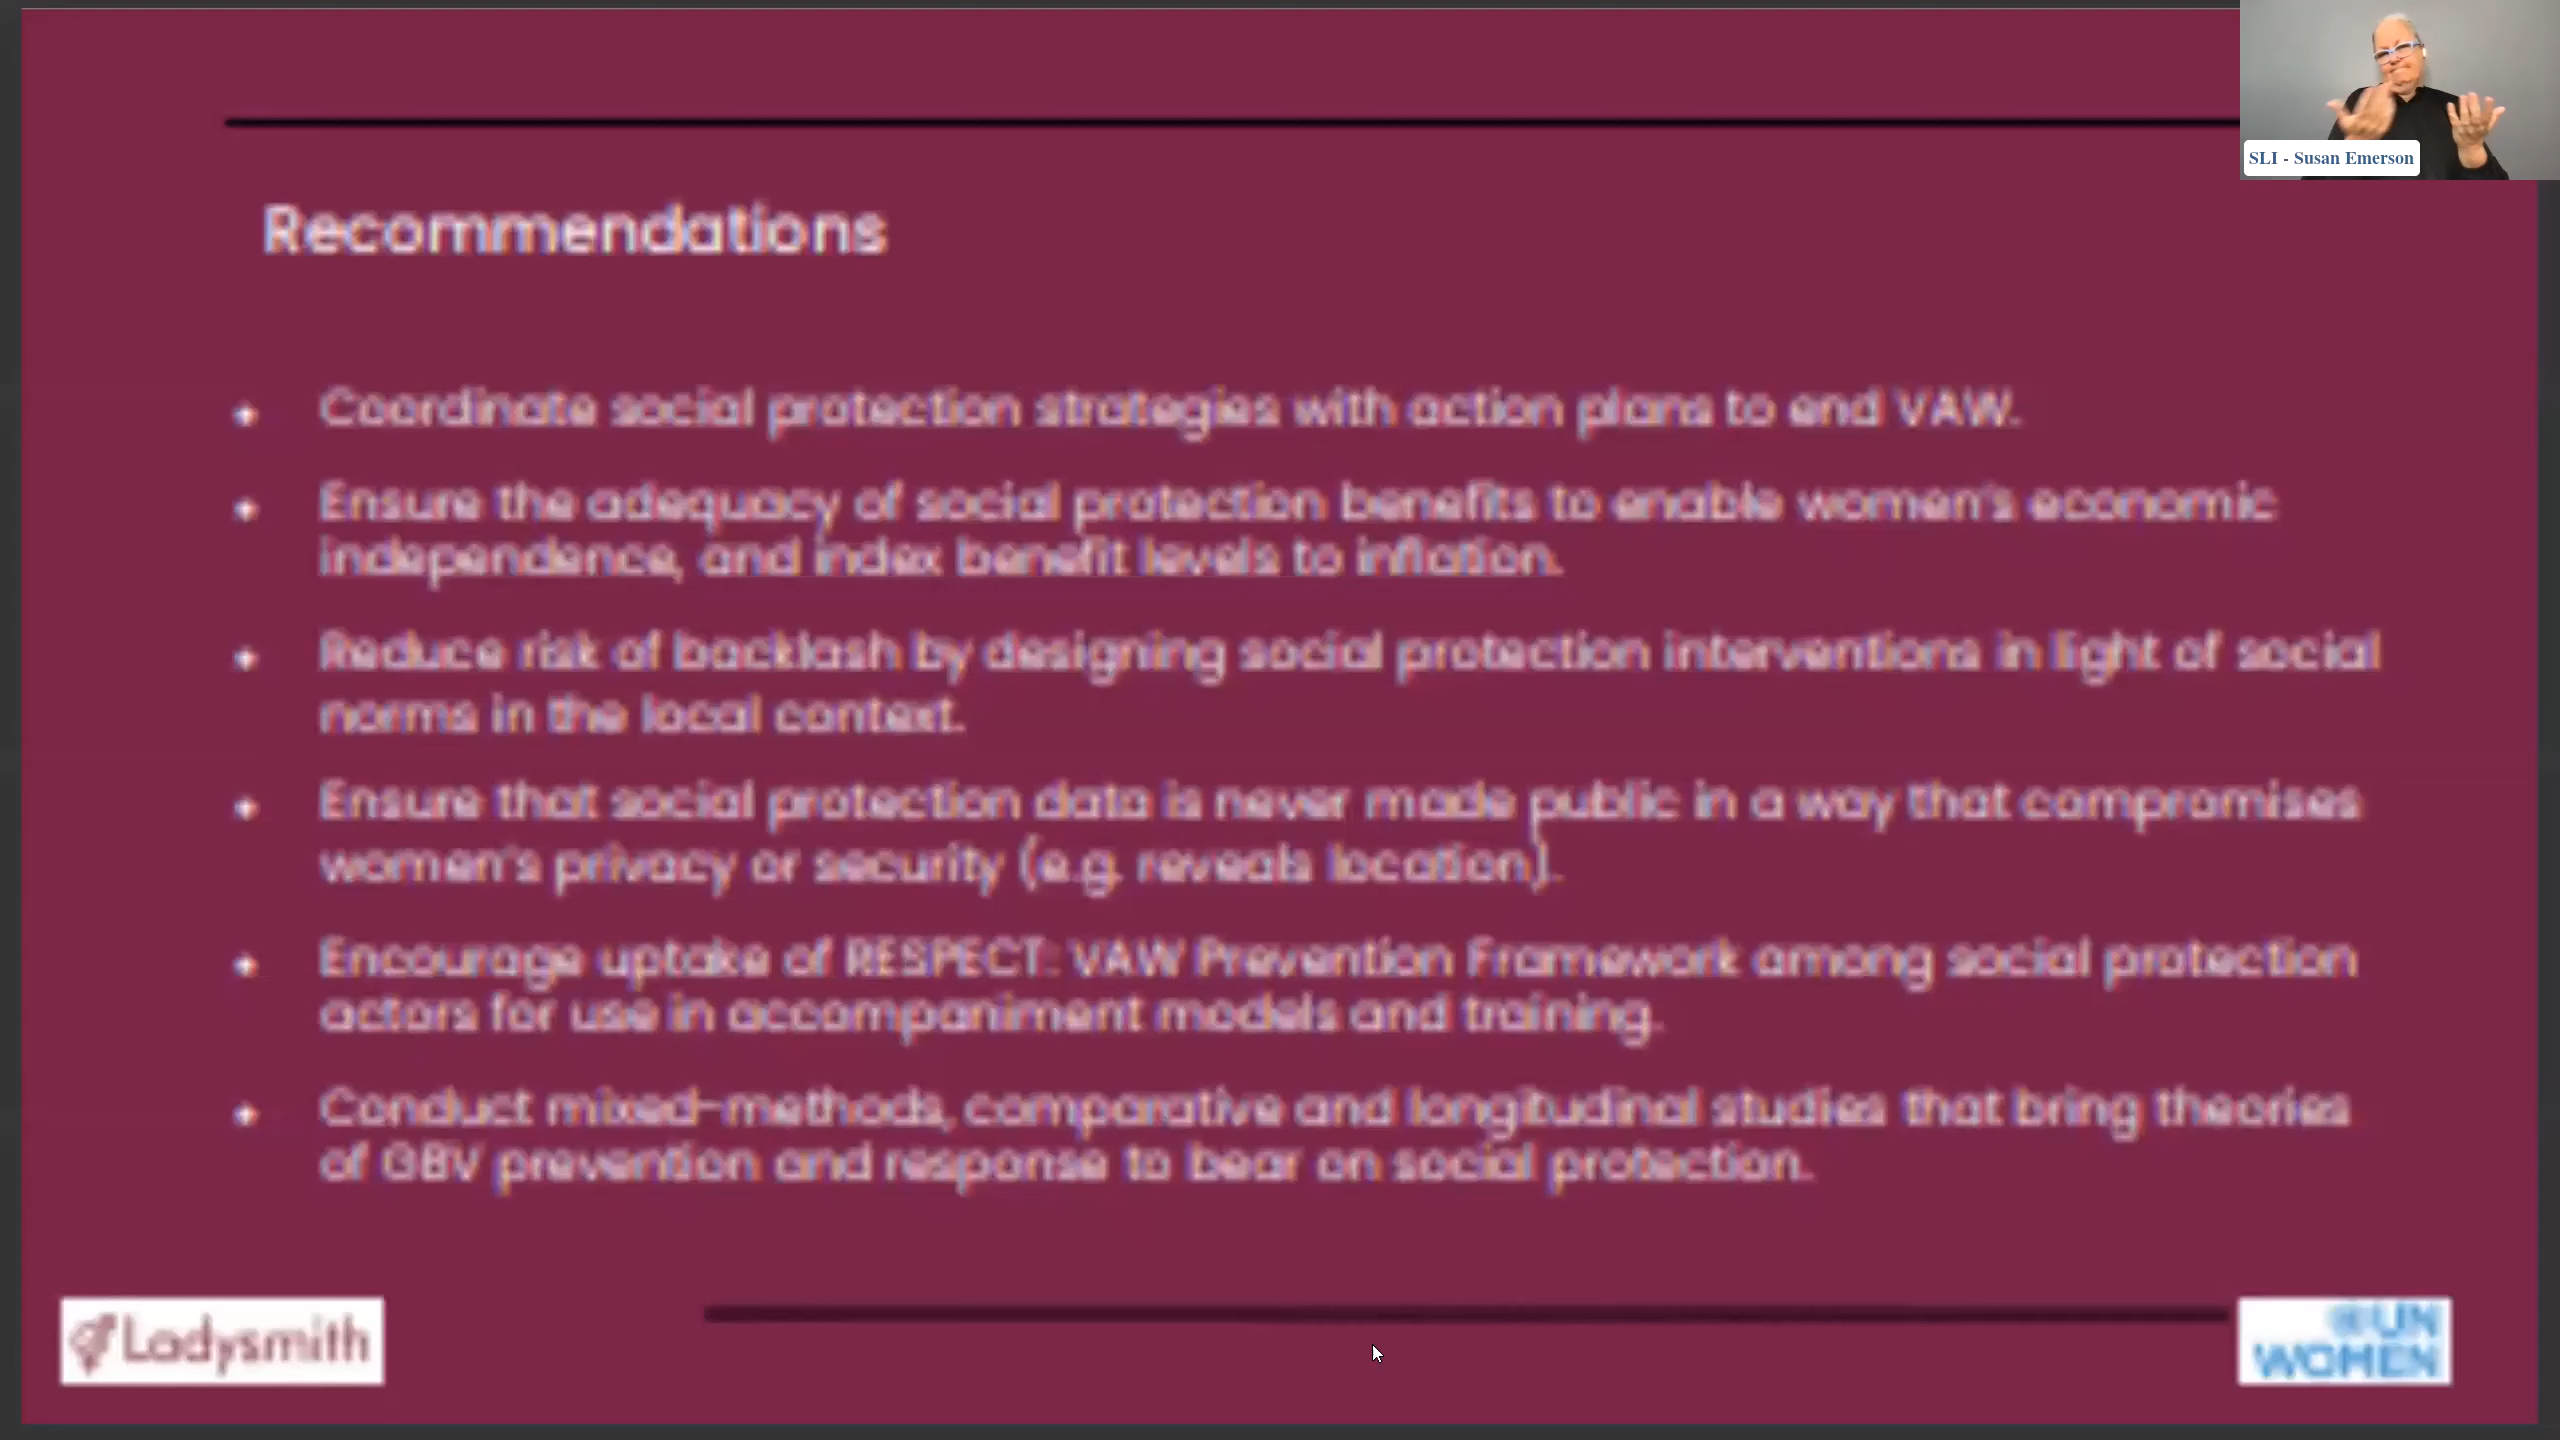 SLI - Susan Emerson
Recommendations
Coordinate social protection strategies with action plans to end VAW.
Ensure the adequacy of social protection benefits to enable women's economic
independence, and index benefit levels to inflation.
Reduce risk of backlash by designing social protection interventions in light of social
norms in the local context.
Ensure that social protection data is never made public in a way that compromises
women's privacy or security (e.g. reveals location).
Encourage uptake of RESPECT: VAW Prevention Framework among social protection
actors for use in accompaniment models and training.
Conduct mixed-methods, comparative and longitudinal studies that bring theories
of GBV prevention and response to bear on social protection.
Ladysmith
UN
WOMEN